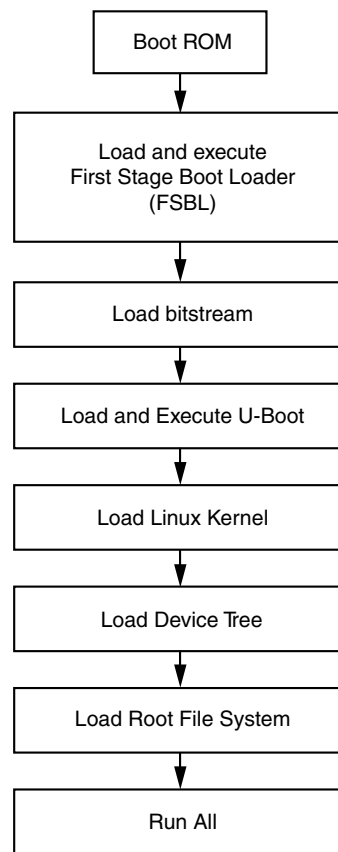 Boot ROM
Load and execute
First Stage Boot Loader
(FSBL)
Load bitstream
Load and Execute U-Boot
Load Linux Kernel
Load Device Tree
Load Root File System
Run All